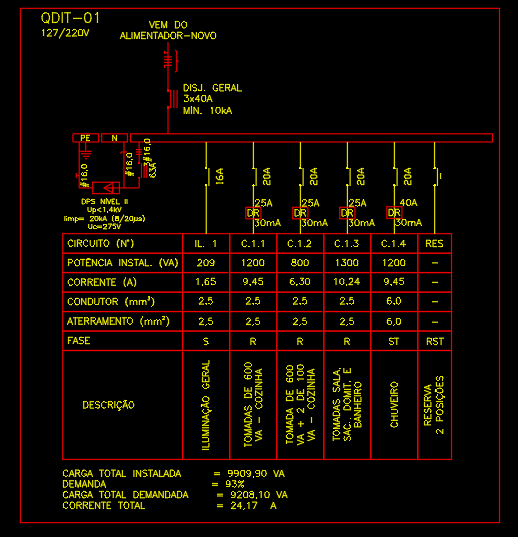 QDIT-01
127/220V
VEM DO
ALIMENTADOR-NOVO
DISJ. GERAL
3x40A
MÍN. 10kA
PE N
#16,0 #16,0 #16,0
63A
DPS NÍVEL II
Up<1,4kV
Iimp= 20kA (8/20µs)
Uc=275V
16A 20A 20A 20A 20A
25A 25A 25A 40A
DR DR DR DR
30mA 30mA 30mA 30mA
CIRCUITO (N°) IL. 1 C.1.1 C.1.2 C.1.3 C.1.4 RES
POTÊNCIA INSTAL. (VA) 209 1200 800 1300 1200 -
CORRENTE (A) 1,65 9,45 6,30 10,24 9,45 -
CONDUTOR (mm²) 2,5 2,5 2,5 2,5 6,0 -
ATERRAMENTO (mm²) 2,5 2,5 2,5 2,5 6,0 -
FASE S R R R ST RST
DESCRIÇÃO
ILUMINAÇÃO GERAL
TOMADAS DE 600
VA - COZINHA
TOMADA DE 600
VA + 2 DE 100
VA - COZINHA
TOMADAS SALA,
SAC., DOMIT. E
BANHEIRO
CHUVEIRO
RESERVA
2 POSIÇÕES
CARGA TOTAL INSTALADA = 9909,90 VA
DEMANDA = 93%
CARGA TOTAL DEMANDADA = 9208,10 VA
CORRENTE TOTAL = 24,17 A